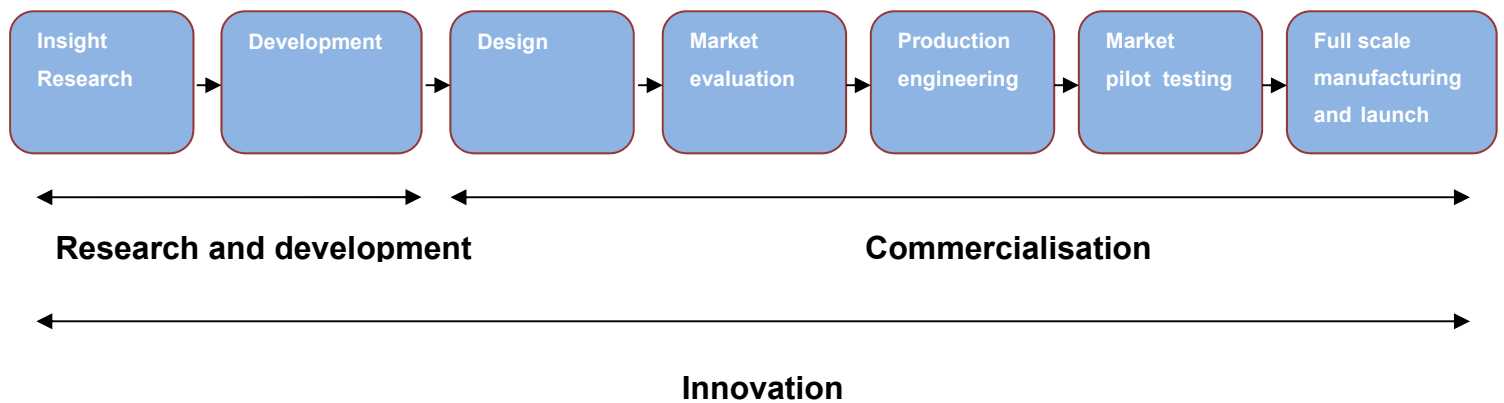 Insight
Research
Development
Design
Market
evaluation
Production
engineering
Market
pilot testing
Full scale
manufacturing
and launch
Research and development
Commercialisation
Innovation